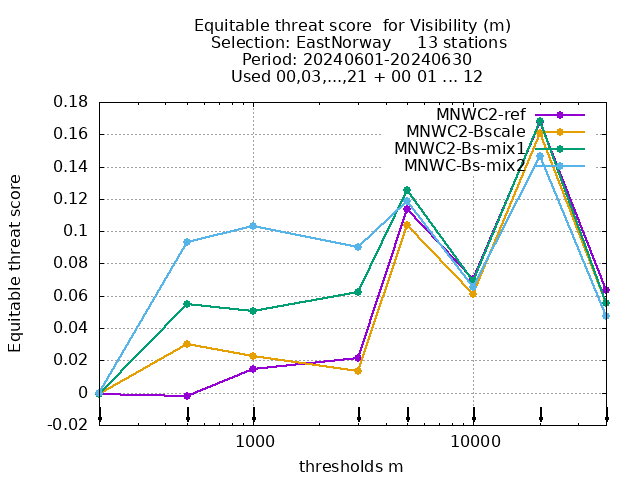 Equitable threat score  for Visibility (m)
Selection: EastNorway     13 stations
Period: 20240601-20240630
Used 00,03,...,21 + 00 01 ... 12
0.18
0.16
0.14
0.12
0.1
0.08
0.06
0.04
0.02
0
-0.02
Equitable threat score
MNWC2-ref
MNWC2-Bscale
MNWC2-Bs-mix1
MNWC-Bs-mix2
1000
10000
thresholds m